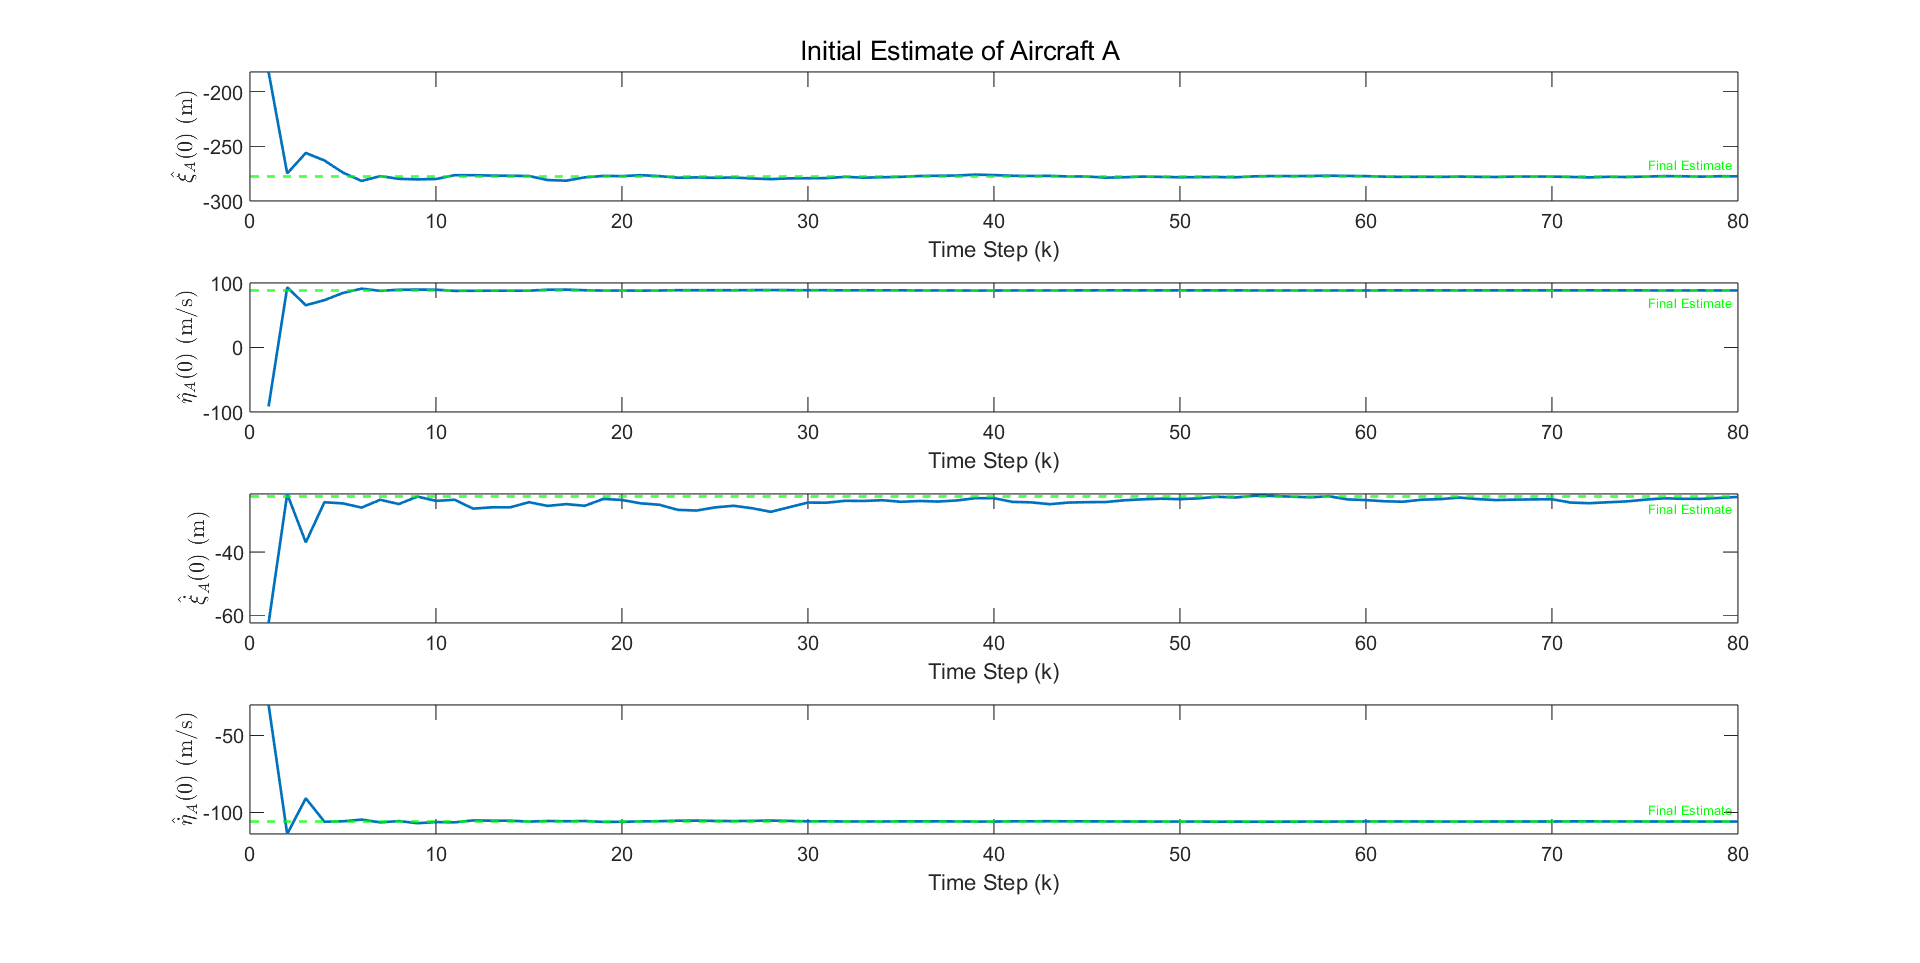 Initial Estimate of Aircraft A
-200
-250
-300
$\hat{\xi}_A(0)$ (m)
Final Estimate
0 10 20 30 40 50 60 70 80
Time Step (k)
100
0
-100
$\hat{\eta}_A(0)$ (m/s)
Final Estimate
0 10 20 30 40 50 60 70 80
Time Step (k)
-40
-60
$\hat{\dot{\xi}}_A(0)$ (m)
Final Estimate
0 10 20 30 40 50 60 70 80
Time Step (k)
-50
-100
$\hat{\dot{\eta}}_A(0)$ (m/s)
Final Estimate
0 10 20 30 40 50 60 70 80
Time Step (k)